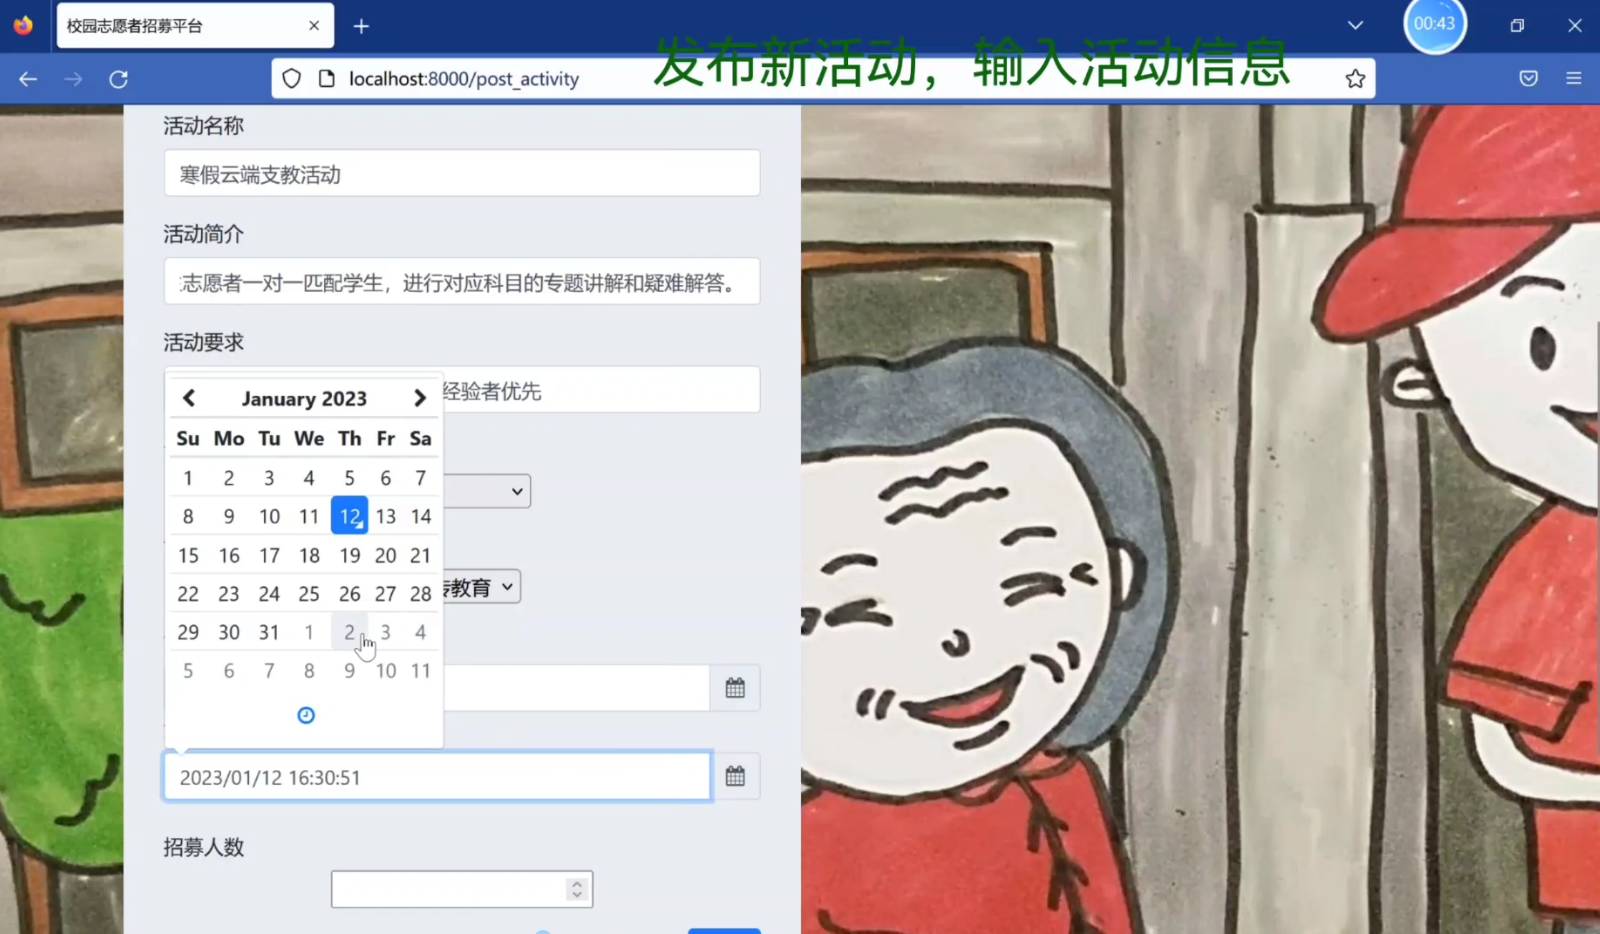 校园志愿者招募平台
00:43
发布新活动，输入活动信息
localhost:8000/post_activity
活动名称
寒假云端支教活动
活动简介
志愿者一对一匹配学生，进行对应科目的专题讲解和疑难解答。
活动要求
经验者优先
January 2023
Su Mo Tu We Th Fr Sa
1 2 3 4 5 6 7
8 9 10 11 12 13 14
15 16 17 18 19 20 21
22 23 24 25 26 27 28
教育
29 30 31 1 2 3 4
5 6 7 8 9 10 11
2023/01/12 16:30:51
招募人数